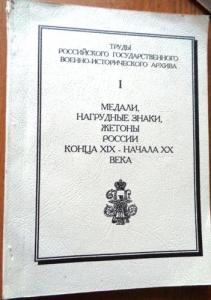 ТРУДЫ
РОССИЙСКОГО ГОСУДАРСТВЕННОГО
ВОЕННО-ИСТОРИЧЕСКОГО АРХИВА
I
МЕДАЛИ,
НАГРУДНЫЕ ЗНАКИ,
ЖЕТОНЫ
РОССИИ
КОНЦА XIX - НАЧАЛА XX
ВЕКА